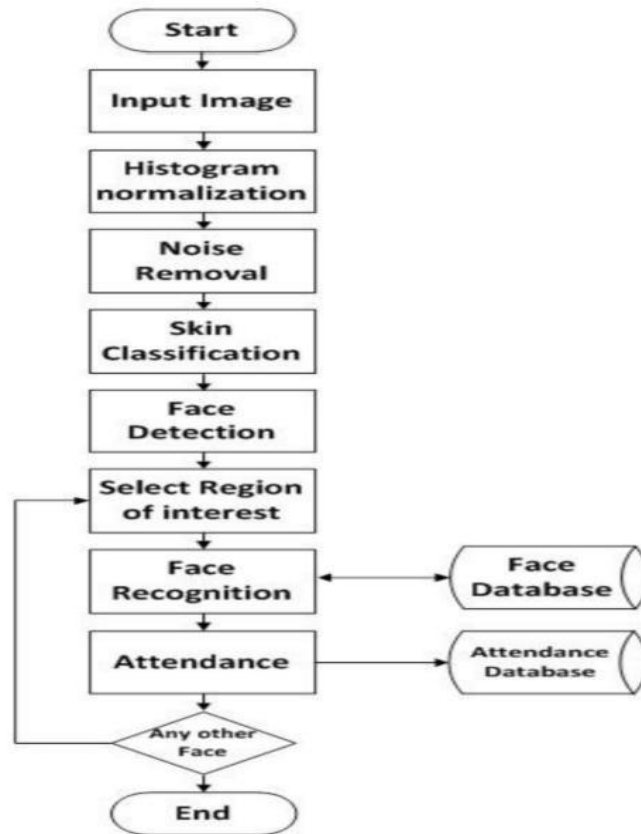 Start
Input Image
Histogram
normalization
Noise
Removal
Skin
Classification
Face
Detection
Select Region
of interest
Face
Recognition
Face
Database
Attendance
Attendance
Database
Any other
Face
End